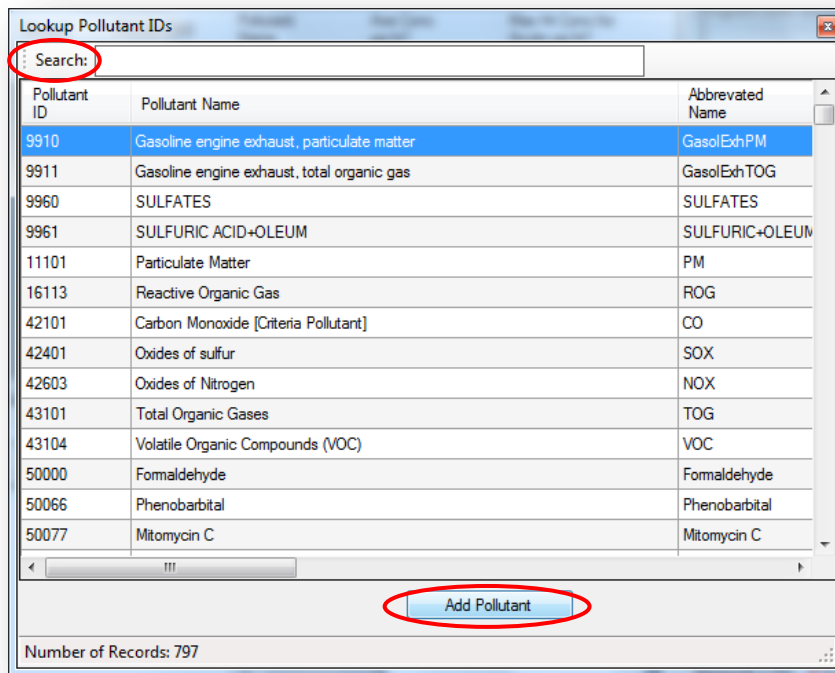 Lookup Pollutant IDs
Search:
Pollutant ID Pollutant Name Abbrevated Name
9910 Gasoline engine exhaust, particulate matter GasolExhPM
9911 Gasoline engine exhaust, total organic gas GasolExhTOG
9960 SULFATES SULFATES
9961 SULFURIC ACID+OLEUM SULFURIC+OLEUM
11101 Particulate Matter PM
16113 Reactive Organic Gas ROG
42101 Carbon Monoxide [Criteria Pollutant] CO
42401 Oxides of sulfur SOX
42603 Oxides of Nitrogen NOX
43101 Total Organic Gases TOG
43104 Volatile Organic Compounds (VOC) VOC
50000 Formaldehyde Formaldehyde
50066 Phenobarbital Phenobarbital
50077 Mitomycin C Mitomycin C
Add Pollutant
Number of Records: 797